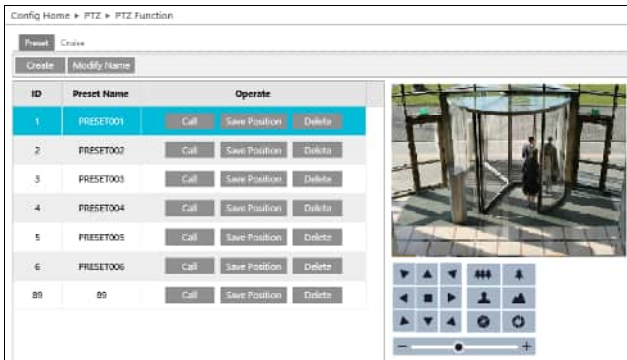 Config Home ▸ PTZ ▸ PTZ Function
Preset Cruise
Create Modify Name
ID Preset Name Operate
1 PRESET001 Call Save Position Delete
2 PRESET002 Call Save Position Delete
3 PRESET003 Call Save Position Delete
4 PRESET004 Call Save Position Delete
5 PRESET005 Call Save Position Delete
6 PRESET006 Call Save Position Delete
89 89 Call Save Position Delete